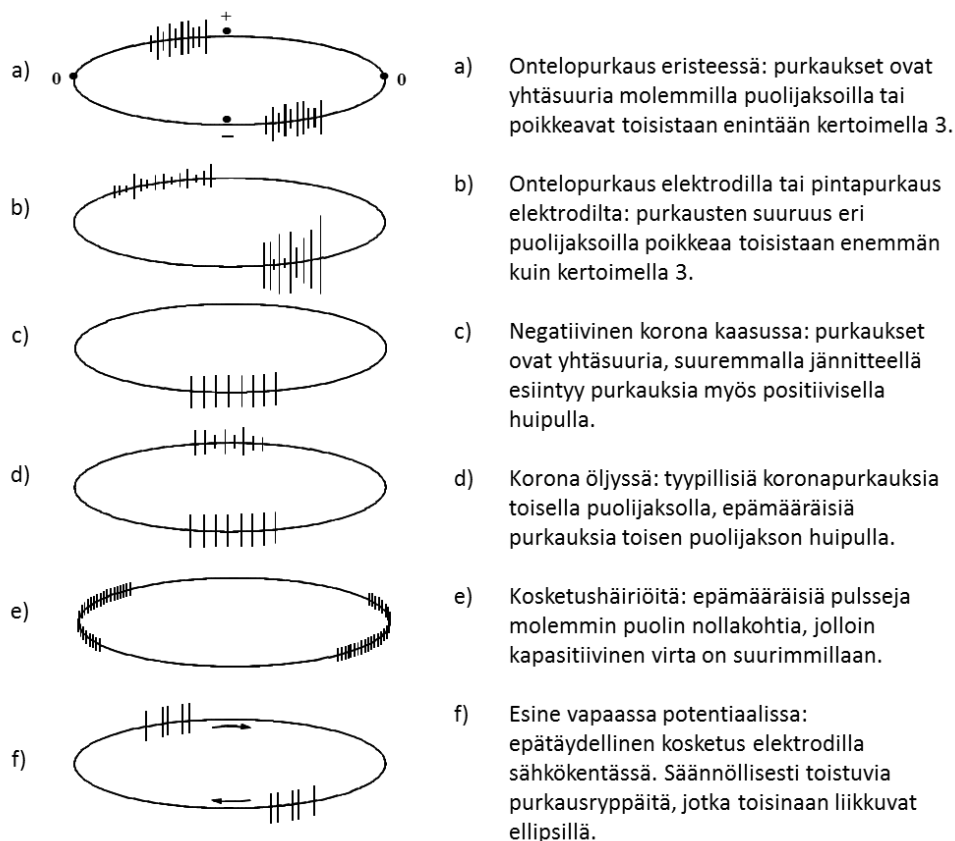 +
a)
0
0
−
b)
c)
d)
e)
f)
a) Ontelopurkaus eristeessä: purkaukset ovat
yhtäsuuria molemmilla puolijaksoilla tai
poikkeavat toisistaan enintään kertoimella 3.
b) Ontelopurkaus elektrodilla tai pintapurkaus
elektrodilta: purkausten suuruus eri
puolijaksoilla poikkeaa toisistaan enemmän
kuin kertoimella 3.
c) Negatiivinen korona kaasussa: purkaukset
ovat yhtäsuuria, suuremmalla jännitteellä
esiintyy purkauksia myös positiivisella
huipulla.
d) Korona öljyssä: tyypillisiä koronapurkauksia
toisella puolijaksolla, epämääräisiä
purkauksia toisen puolijakson huipulla.
e) Kosketushäiriöitä: epämääräisiä pulsseja
molemmin puolin nollakohtia, jolloin
kapasitiivinen virta on suurimmillaan.
f) Esine vapaassa potentiaalissa:
epätäydellinen kosketus elektrodilla
sähkökentässä. Säännöllisesti toistuvia
purkausryppäitä, jotka toisinaan liikkuvat
ellipsillä.